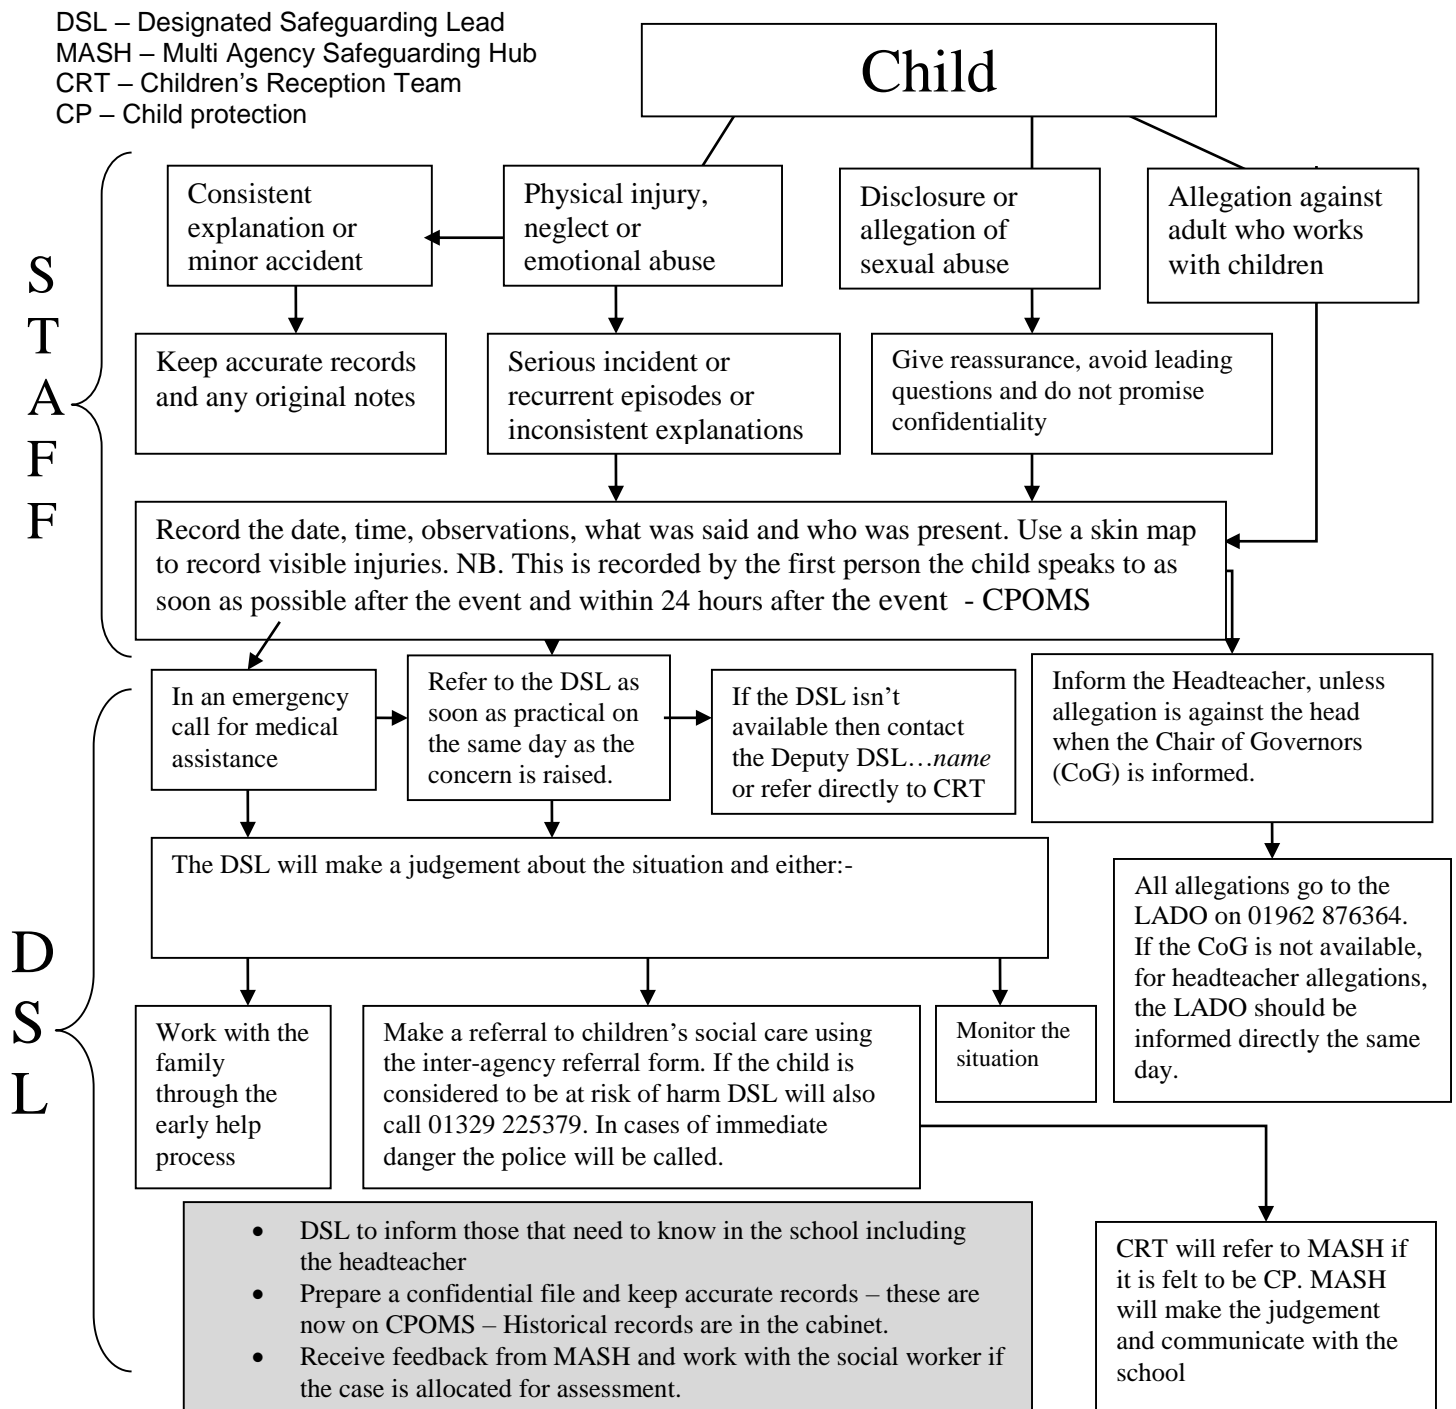 DSL – Designated Safeguarding Lead
MASH – Multi Agency Safeguarding Hub
CRT – Children's Reception Team
CP – Child protection
Child
S
T
A
F
F
Consistent
explanation or
minor accident
Physical injury,
neglect or
emotional abuse
Disclosure or
allegation of
sexual abuse
Allegation against
adult who works
with children
Keep accurate records
and any original notes
Serious incident or
recurrent episodes or
inconsistent explanations
Give reassurance, avoid leading
questions and do not promise
confidentiality
Record the date, time, observations, what was said and who was present. Use a skin map
to record visible injuries. NB. This is recorded by the first person the child speaks to as
soon as possible after the event and within 24 hours after the event - CPOMS
D
S
L
In an emergency
call for medical
assistance
Refer to the DSL as
soon as practical on
the same day as the
concern is raised.
If the DSL isn't
available then contact
the Deputy DSL…name
or refer directly to CRT
Inform the Headteacher, unless
allegation is against the head
when the Chair of Governors
(CoG) is informed.
The DSL will make a judgement about the situation and either:-
All allegations go to the
LADO on 01962 876364.
If the CoG is not available,
for headteacher allegations,
the LADO should be
informed directly the same
day.
Work with the
family
through the
early help
process
Make a referral to children's social care using
the inter-agency referral form. If the child is
considered to be at risk of harm DSL will also
call 01329 225379. In cases of immediate
danger the police will be called.
Monitor the
situation
• DSL to inform those that need to know in the school including
the headteacher
• Prepare a confidential file and keep accurate records – these are
now on CPOMS – Historical records are in the cabinet.
• Receive feedback from MASH and work with the social worker if
the case is allocated for assessment.
CRT will refer to MASH if
it is felt to be CP. MASH
will make the judgement
and communicate with the
school